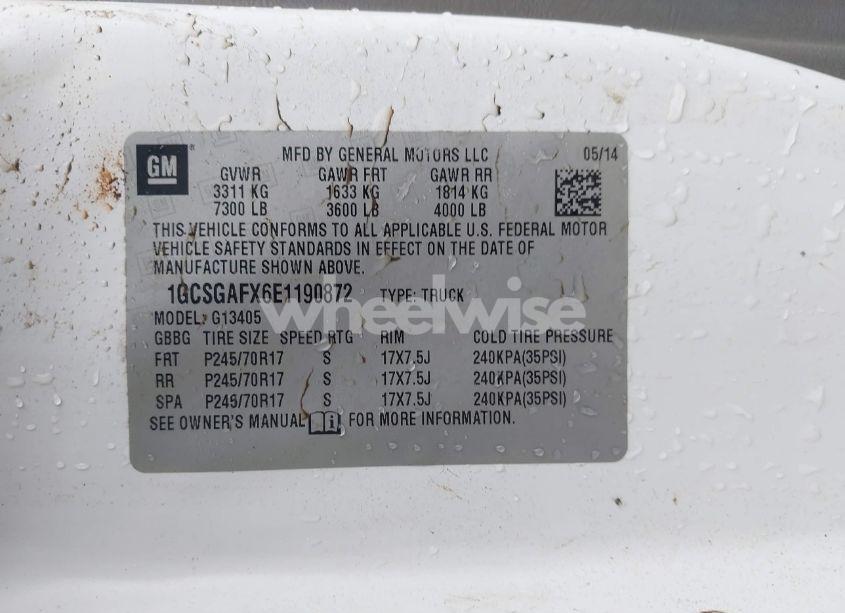 GM
MFD BY GENERAL MOTORS LLC 05/14
GVWR GAWR FRT GAWR RR
3311 KG 1633 KG 1814 KG
7300 LB 3600 LB 4000 LB
THIS VEHICLE CONFORMS TO ALL APPLICABLE U.S. FEDERAL MOTOR
VEHICLE SAFETY STANDARDS IN EFFECT ON THE DATE OF
MANUFACTURE SHOWN ABOVE.
1GCSGAFX6E1190872 TYPE: TRUCK
wheelwise
MODEL: G13405
GBBG TIRE SIZE SPEED RTG RIM COLD TIRE PRESSURE
FRT P245/70R17 S 17X7.5J 240KPA(35PSI)
RR P245/70R17 S 17X7.5J 240KPA(35PSI)
SPA P245/70R17 S 17X7.5J 240KPA(35PSI)
SEE OWNER'S MANUAL i FOR MORE INFORMATION.